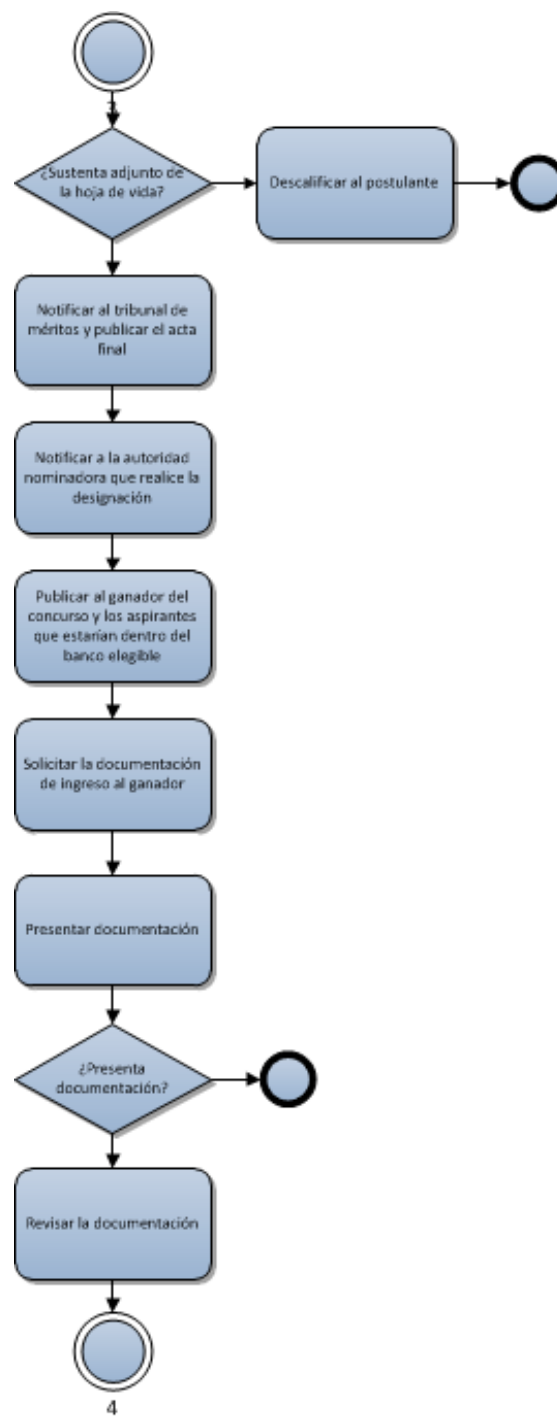 3
¿Sustenta adjunto de
la hoja de vida?
Descalificar al postulante
Notificar al tribunal de
méritos y publicar el acta
final
Notificar a la autoridad
nominadora que realice la
designación
Publicar al ganador del
concurso y los aspirantes
que estarían dentro del
banco elegible
Solicitar la documentación
de ingreso al ganador
Presentar documentación
¿Presenta
documentación?
Revisar la documentación
4